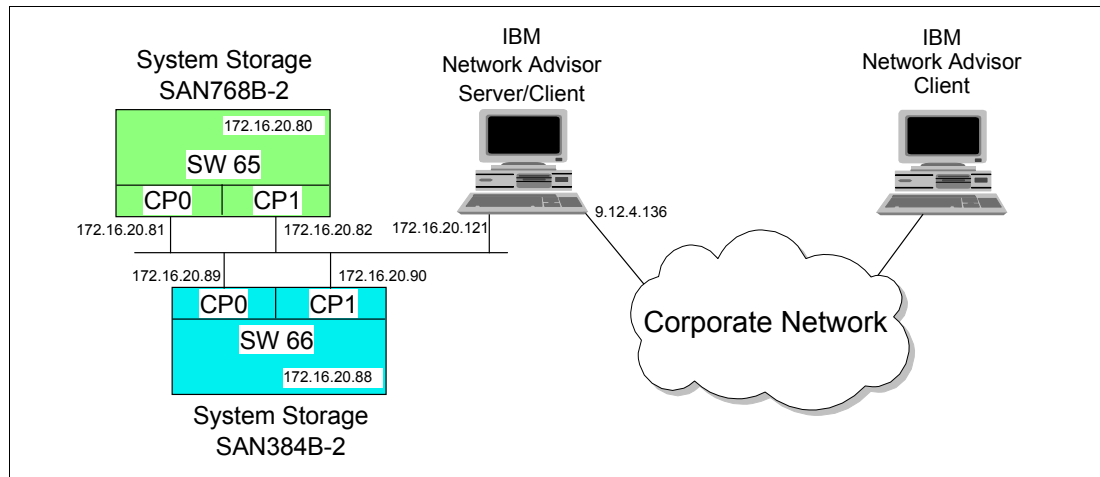 System Storage
SAN768B-2
172.16.20.80
SW 65
CP0
CP1
172.16.20.81
172.16.20.82
172.16.20.121
IBM
Network Advisor
Server/Client
9.12.4.136
IBM
Network Advisor
Client
Corporate Network
172.16.20.89
172.16.20.90
CP0
CP1
SW 66
172.16.20.88
System Storage
SAN384B-2